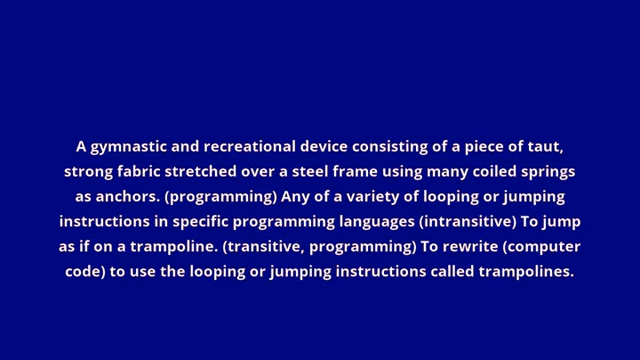 A gymnastic and recreational device consisting of a piece of taut,
strong fabric stretched over a steel frame using many coiled springs
as anchors. (programming) Any of a variety of looping or jumping
instructions in specific programming languages (intransitive) To jump
as if on a trampoline. (transitive, programming) To rewrite (computer
code) to use the looping or jumping instructions called trampolines.